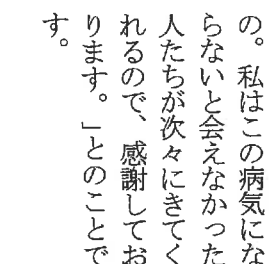 の。私はこの病気にな
らないと会えなかった
人たちが次々にきてく
れるので、感謝してお
ります。」とのことで
す。